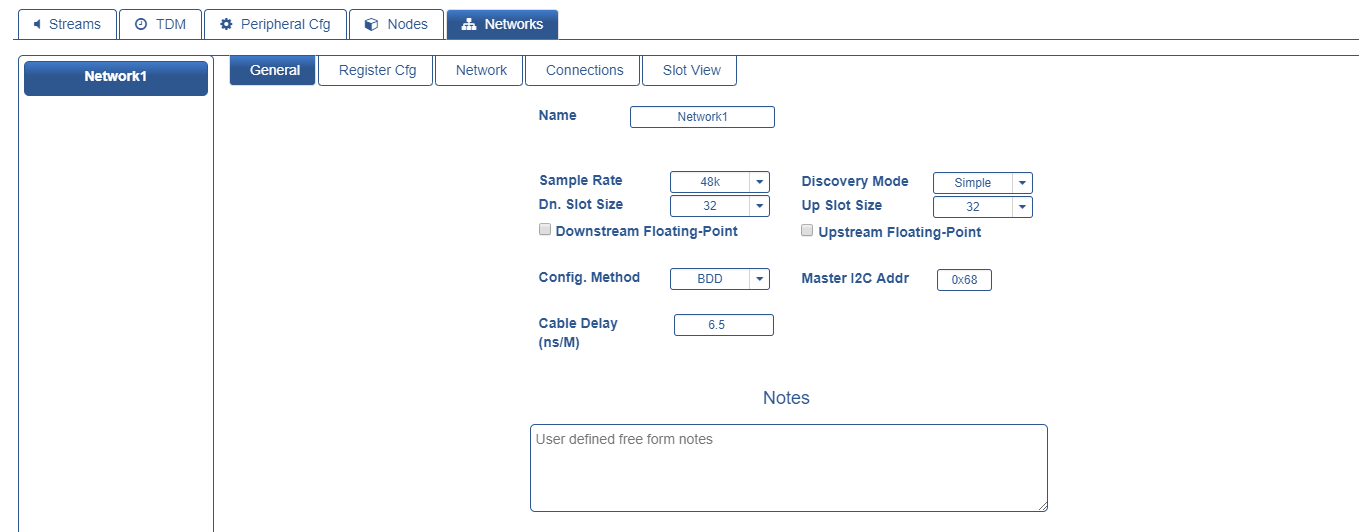 Streams TDM Peripheral Cfg Nodes Networks
Network1
General Register Cfg Network Connections Slot View
Name Network1
Sample Rate 48k Discovery Mode Simple
Dn. Slot Size 32 Up Slot Size 32
Downstream Floating-Point Upstream Floating-Point
Config. Method BDD Master I2C Addr 0x68
Cable Delay 6.5
(ns/M)
Notes
User defined free form notes